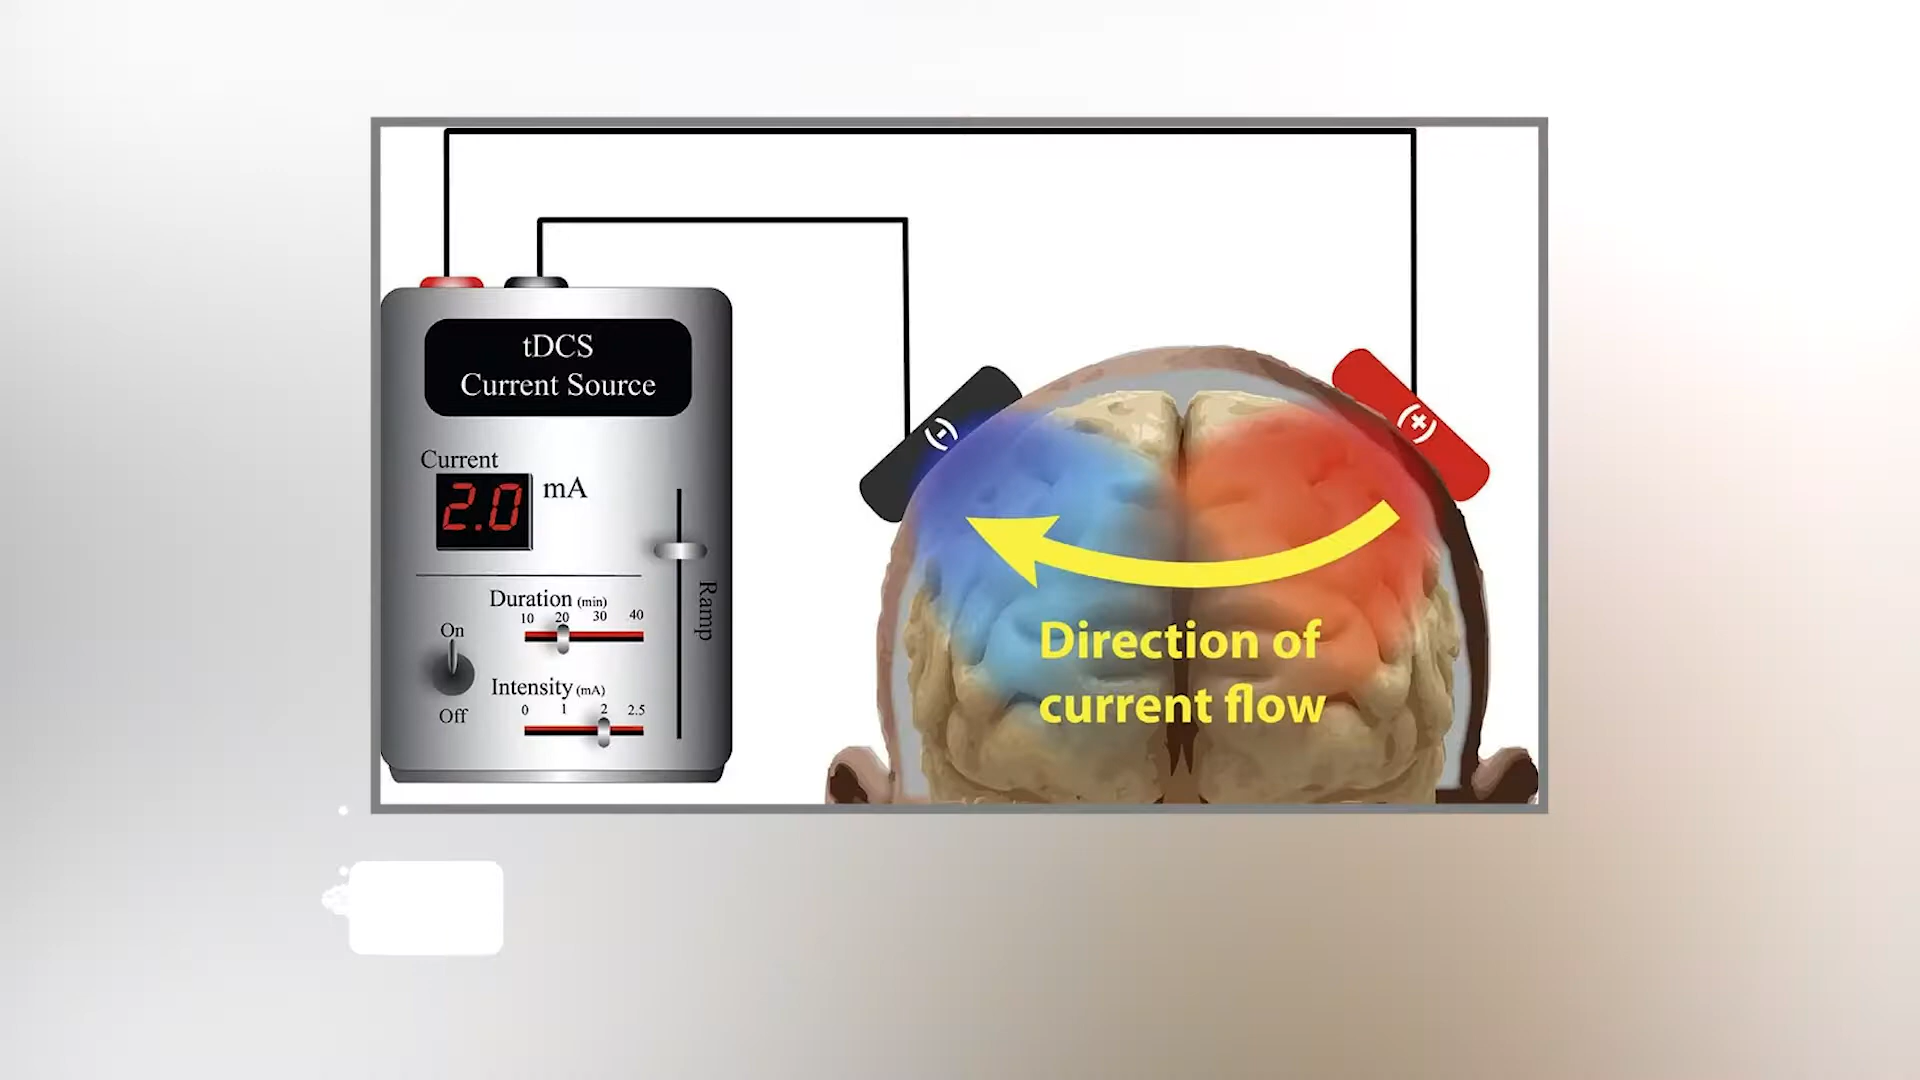 tDCS
Current Source
Current
2.0 mA
Duration (min)
10 20 30 40
On
Off
Intensity (mA)
0 1 2 2.5
Ramp
(-)
(+)
Direction of
current flow